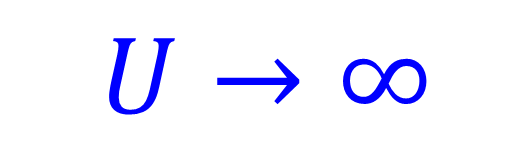 U → ∞